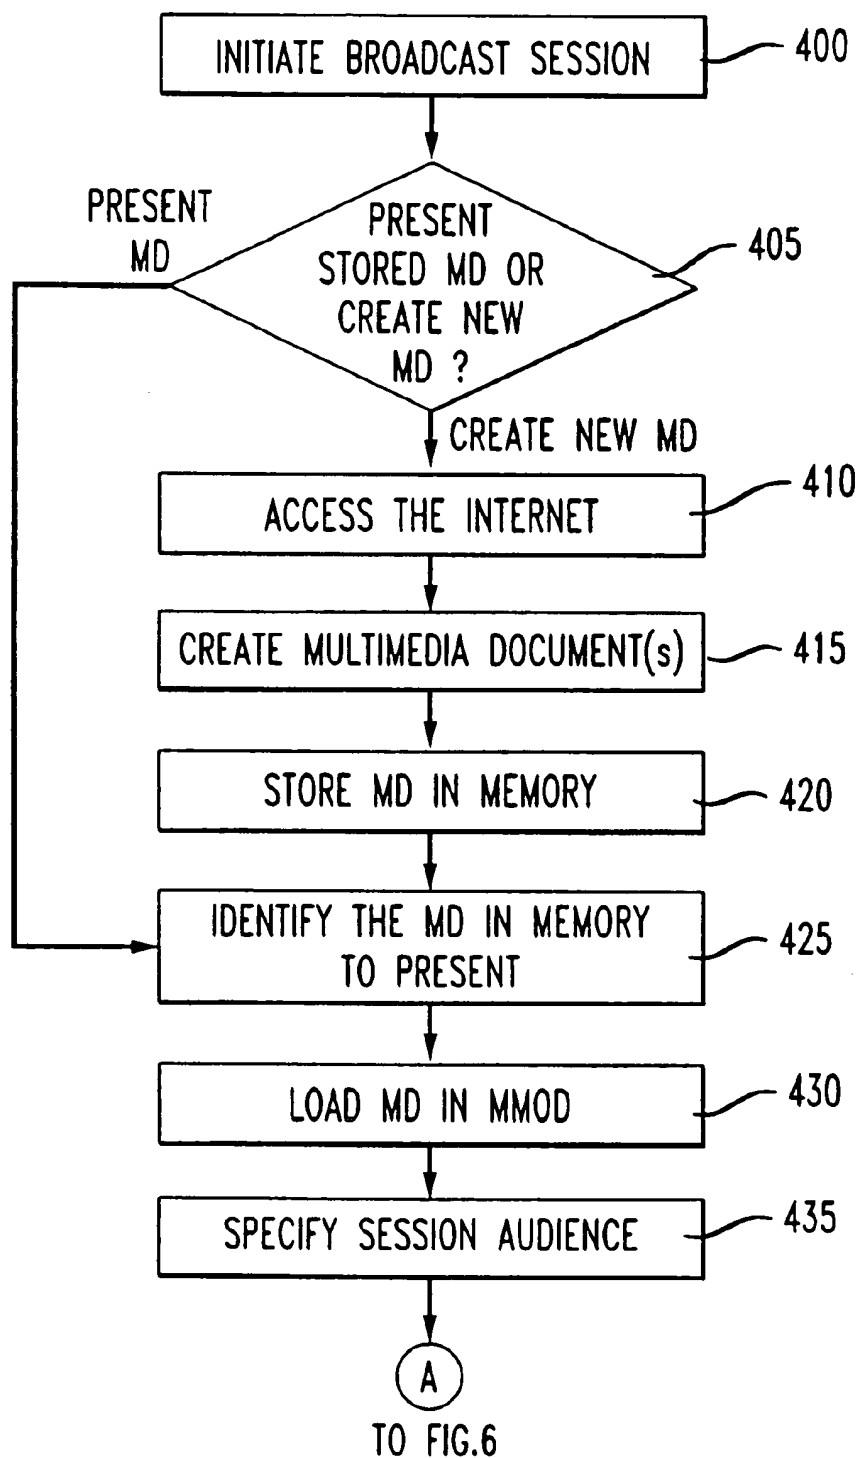 INITIATE BROADCAST SESSION
400
PRESENT
MD
PRESENT
STORED MD OR
CREATE NEW
MD ?
405
CREATE NEW MD
ACCESS THE INTERNET
410
CREATE MULTIMEDIA DOCUMENT(s)
415
STORE MD IN MEMORY
420
IDENTIFY THE MD IN MEMORY
TO PRESENT
425
LOAD MD IN MMOD
430
SPECIFY SESSION AUDIENCE
435
A
TO FIG.6